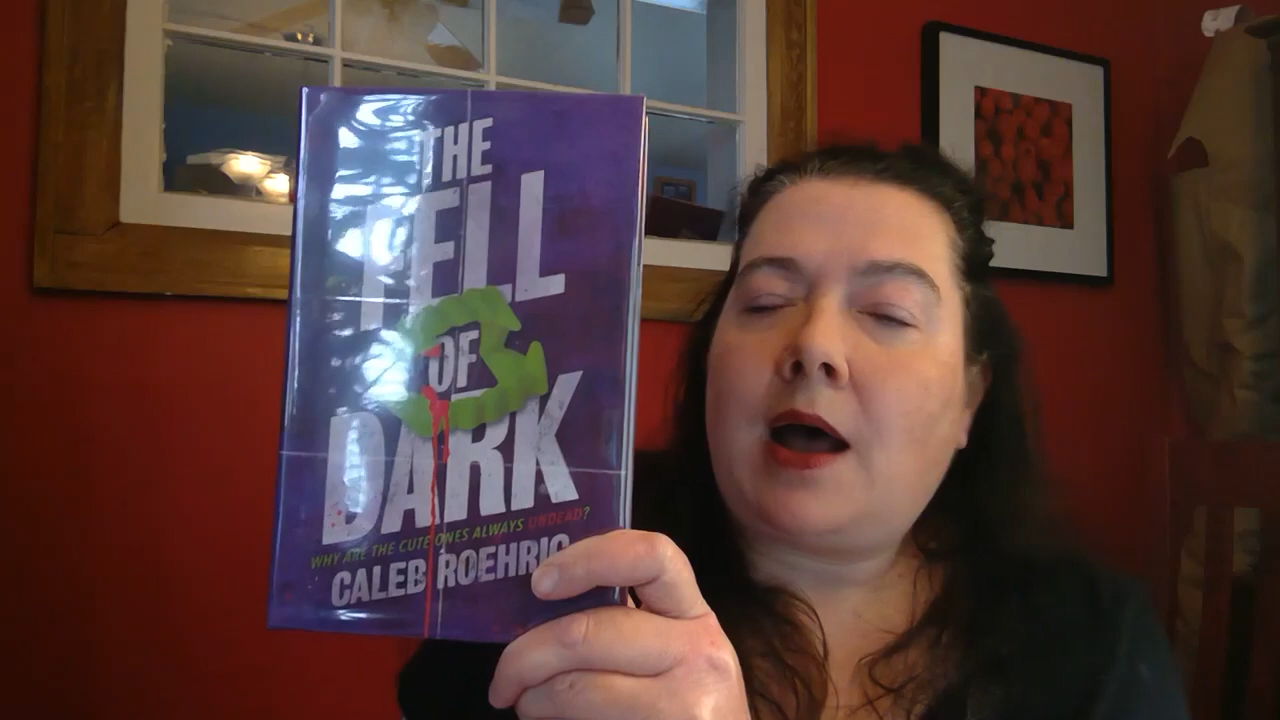 THE
FELL
OF
DARK
WHY ARE THE CUTE ONES ALWAYS UNDEAD?
CALEB ROEHRIG